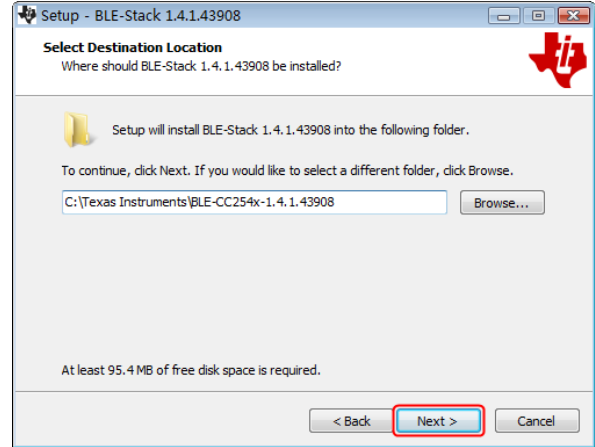 Setup - BLE-Stack 1.4.1.43908
Select Destination Location
Where should BLE-Stack 1.4.1.43908 be installed?
Setup will install BLE-Stack 1.4.1.43908 into the following folder.
To continue, click Next. If you would like to select a different folder, click Browse.
C:\Texas Instruments\BLE-CC254x-1.4.1.43908
Browse...
At least 95.4 MB of free disk space is required.
< Back
Next >
Cancel